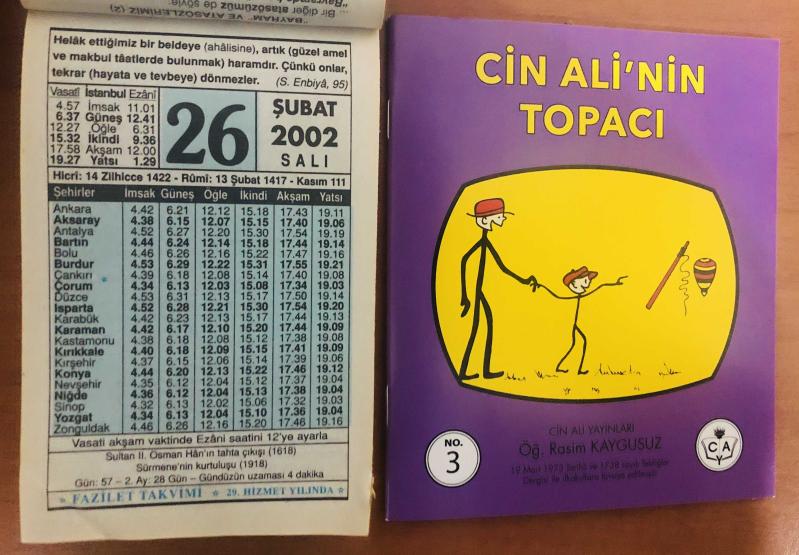 ... Bir diğer atasözümüz de şöyle:
"BAYRAM" VE ATASÖZLERİMİZ (2)
Helâk ettiğimiz bir beldeye (ahâlisine), artık (güzel amel
ve makbul tâatlerde bulunmak) haramdır. Çünkü onlar,
tekrar (hayata ve tevbeye) dönmezler. (S. Enbiyâ, 95)
Vasatî İstanbul Ezânî
4.57 İmsak 11.01
6.37 Güneş 12.41
12.27 Öğle 6.31
15.32 İkindi 9.36
17.58 Akşam 12.00
19.27 Yatsı 1.29
26
ŞUBAT
2002
SALI
Hicrî: 14 Zilhicce 1422 - Rûmî: 13 Şubat 1417 - Kasım 111
Şehirler İmsak Güneş Öğle İkindi Akşam Yatsı
Ankara 4.42 6.21 12.12 15.18 17.43 19.11
Aksaray 4.38 6.15 12.07 15.15 17.40 19.06
Antalya 4.52 6.27 12.20 15.30 17.54 19.19
Bartın 4.44 6.24 12.14 15.18 17.44 19.14
Bolu 4.46 6.26 12.16 15.22 17.47 19.16
Burdur 4.53 6.29 12.22 15.31 17.55 19.21
Çankırı 4.39 6.18 12.08 15.14 17.40 19.08
Çorum 4.34 6.13 12.03 15.08 17.34 19.03
Düzce 4.53 6.31 12.13 15.17 17.50 19.14
Isparta 4.52 6.28 12.21 15.30 17.54 19.20
Karabük 4.42 6.23 12.13 15.17 17.44 19.13
Karaman 4.42 6.17 12.10 15.20 17.44 19.09
Kastamonu 4.38 6.18 12.08 15.12 17.38 19.08
Kırıkkale 4.40 6.18 12.09 15.15 17.41 19.09
Kırşehir 4.37 6.15 12.06 15.14 17.39 19.06
Konya 4.44 6.20 12.13 15.22 17.46 19.12
Nevşehir 4.35 6.12 12.04 15.12 17.37 19.04
Niğde 4.36 6.12 12.04 15.13 17.38 19.04
Sinop 4.32 6.13 12.02 15.06 17.32 19.03
Yozgat 4.34 6.13 12.04 15.10 17.36 19.04
Zonguldak 4.46 6.26 12.16 15.20 17.46 19.16
Vasati akşam vaktinde Ezâni saatini 12'ye ayarla
Sultan II. Osman Hân'ın tahta çıkışı (1618)
Sürmene'nin kurtuluşu (1918)
Gün: 57 – 2. Ay: 28 Gün – Gündüzün uzaması 4 dakika
FAZİLET TAKVİMİ 29. HİZMET YILINDA
CİN ALİ'NİN
TOPACI
NO.
3
CİN ALİ YAYINLARI
Öğ. Rasim KAYGUSUZ
19 Mart 1973 tarihli ve 1738 sayılı Tebliğler
Dergisi ile ilkokullara tavsiye edilmiştir.
C A
Y